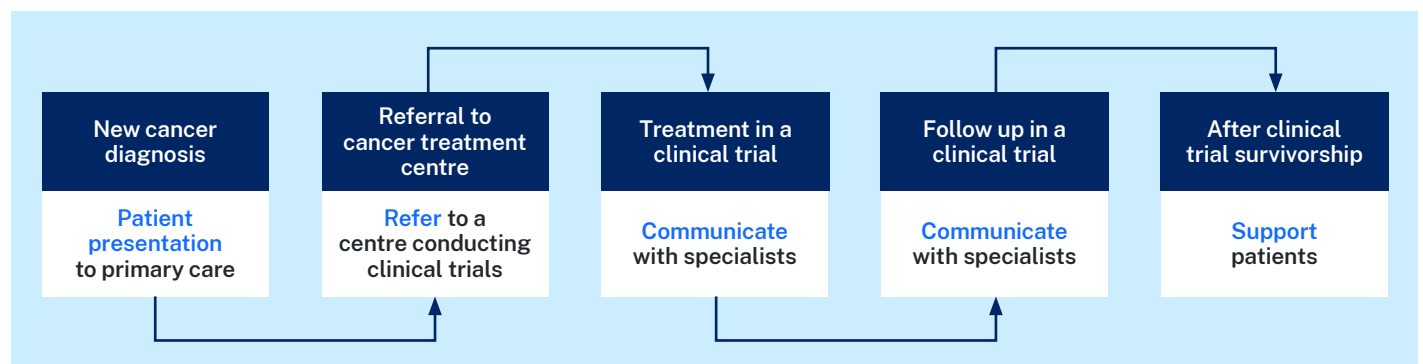 New cancer
diagnosis
Patient
presentation
to primary care
Referral to
cancer treatment
centre
Refer to a
centre conducting
clinical trials
Treatment in a
clinical trial
Communicate
with specialists
Follow up in a
clinical trial
Communicate
with specialists
After clinical
trial survivorship
Support
patients